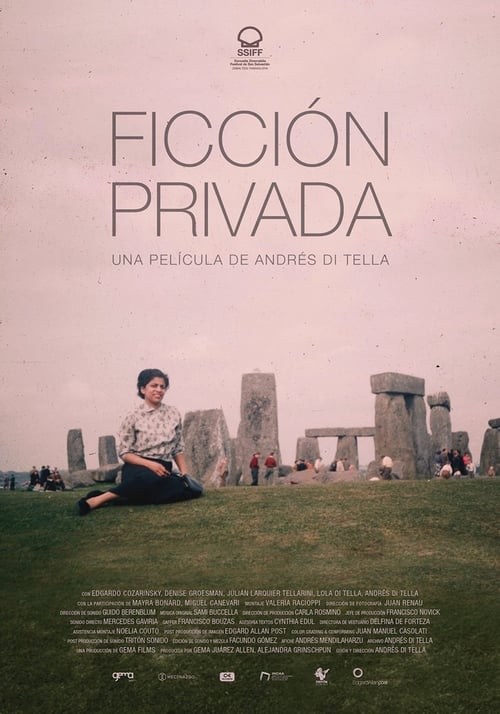 SSIFF
FICCIÓN
PRIVADA
UNA PELÍCULA DE ANDRÉS DI TELLA
CON EDGARDO COZARINSKY, DENISE GROESMAN, JULIÁN LARQUIER TELLARINI, LOLA DI TELLA, ANDRÉS DI TELLA
CON LA PARTICIPACIÓN DE MAYRA BONARD, MIGUEL CANEVARI MONTAJE VALERIA RACIOPPI DIRECCIÓN DE FOTOGRAFÍA JUAN RENAU
DIRECCIÓN DE SONIDO GUIDO BERENBLUM MÚSICA ORIGINAL SAMI BUCCELLA DIRECCIÓN DE PRODUCCIÓN CARLA ROSMINO JEFE DE PRODUCCIÓN FRANCISCO NOVICK
SONIDO DIRECTO MERCEDES GAVIRIA GAFFER FRANCISCO BOUZAS CYNTHIA EDUL DIRECTORA DE VESTUARIO DELFINA DE FORTEZA
ASISTENCIA MONTAJE NOELIA COUTO POST PRODUCCIÓN DE IMAGEN EDGARD ALLAN POST COLOR GRADING & CONFORMING JUAN MANUEL CASOLATI
POST PRODUCCIÓN DE SONIDO TRITÓN SONIDO EDICIÓN DE SONIDO Y MEZCLA FACUNDO GÓMEZ AFICHE ANDRÉS MENDILAHARZU ARCHIVO ANDRÉS DI TELLA
UNA PRODUCCIÓN DE GEMA FILMS PRODUCIDA POR GEMA JUÁREZ ALLEN, ALEJANDRA GRINSCHPUN GUIÓN Y DIRECCIÓN ANDRÉS DI TELLA
gema
INCAA